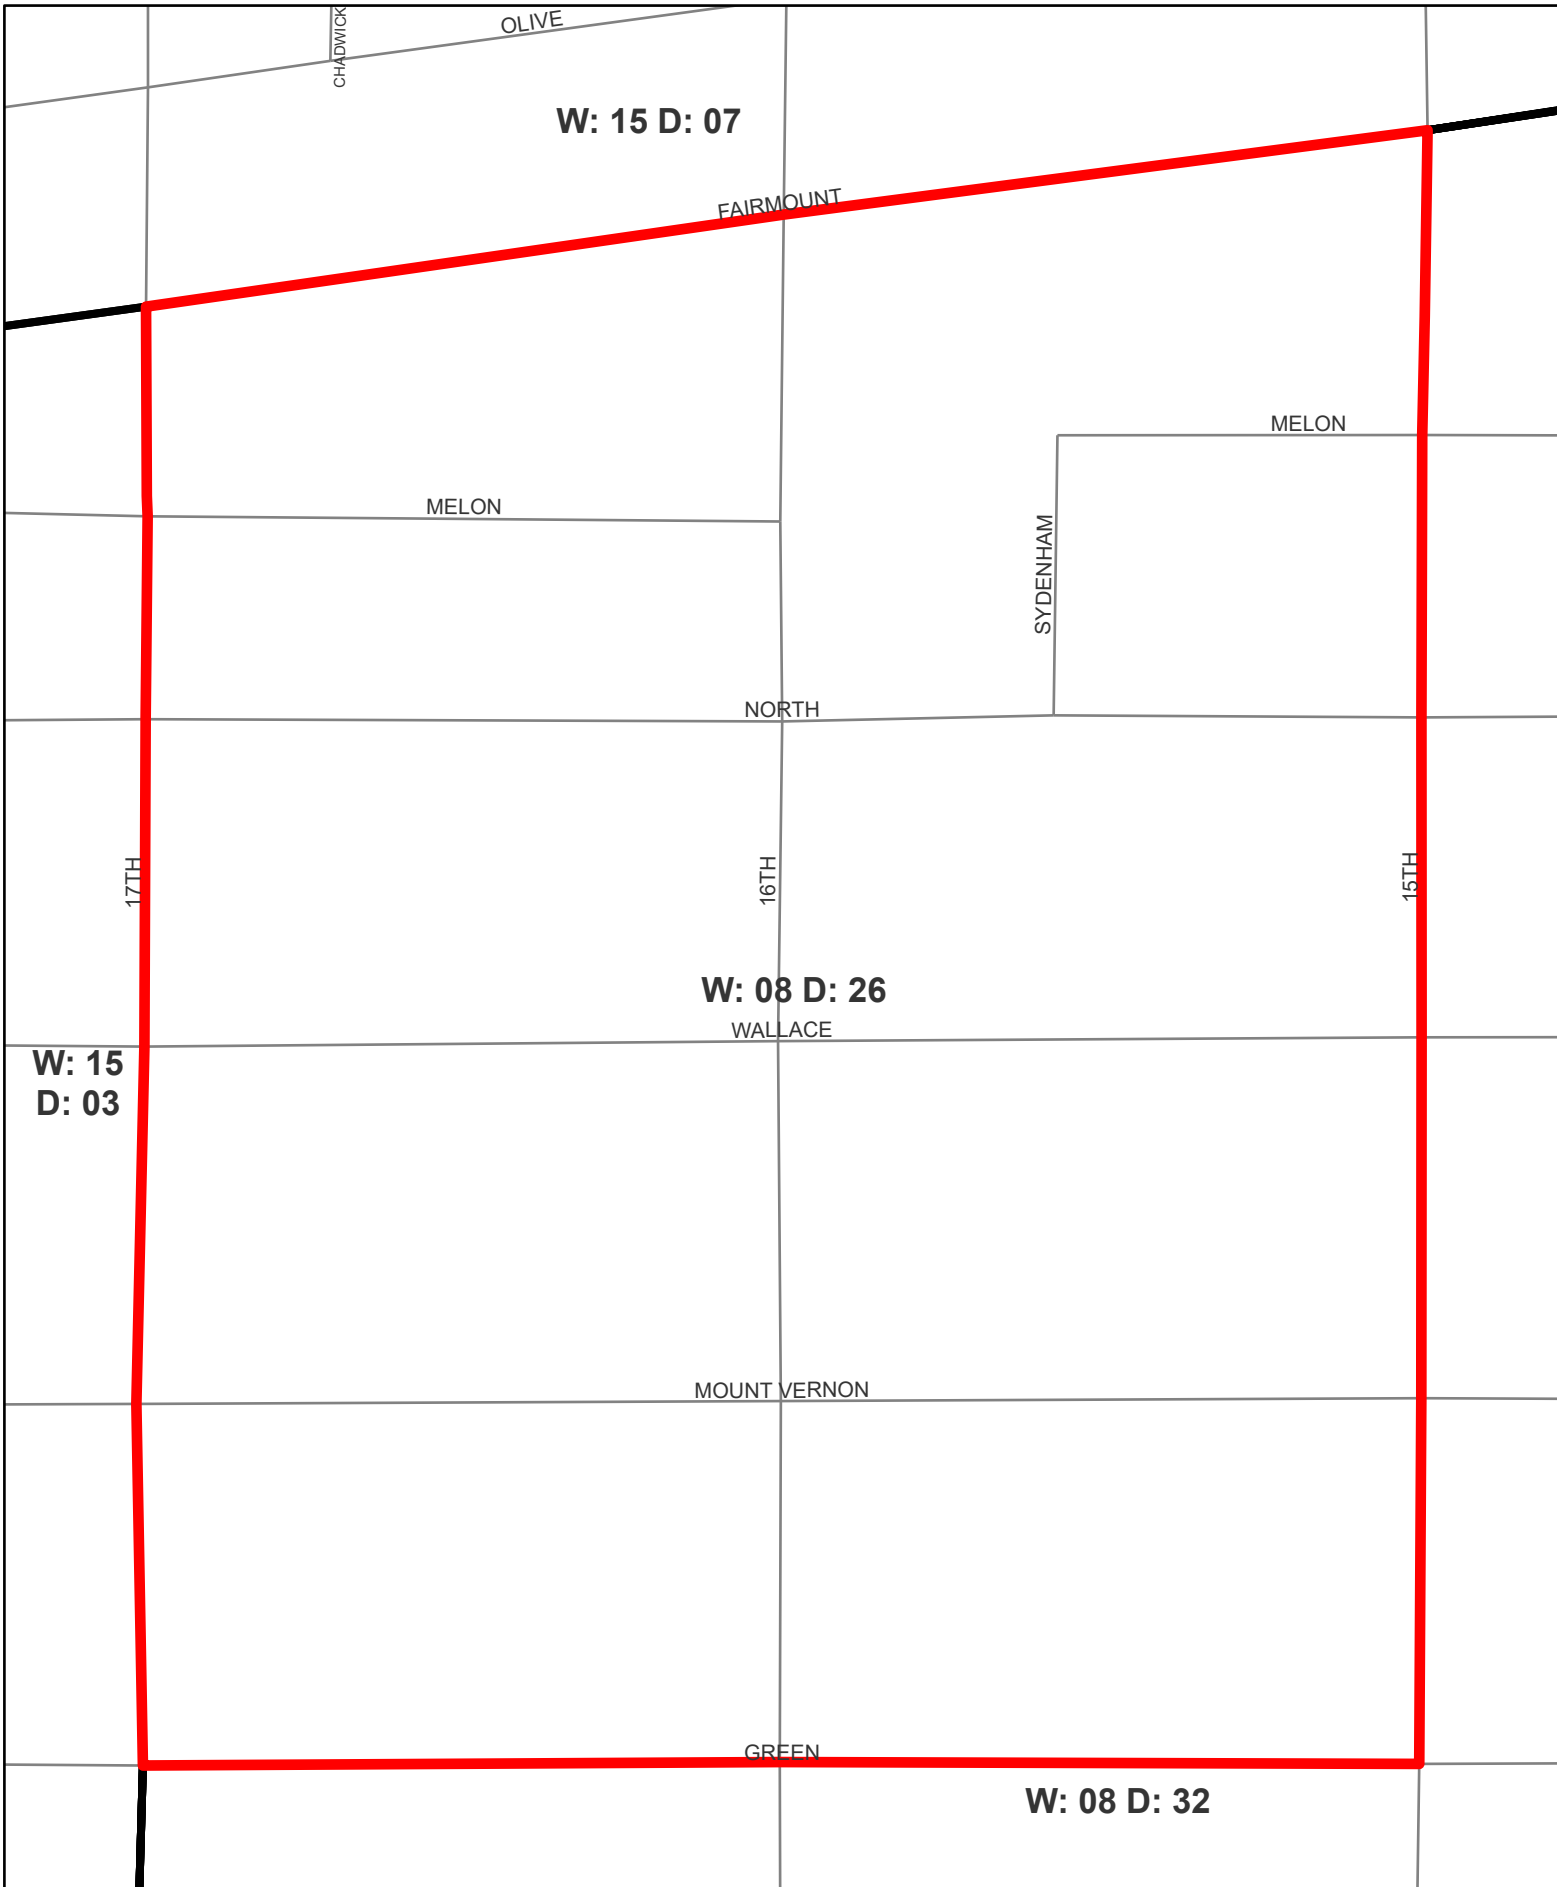 OLIVE
CHADWICK
W: 15 D: 07
FAIRMOUNT
MELON
MELON
SYDENHAM
NORTH
17TH
16TH
15TH
W: 08 D: 26
WALLACE
W: 15
D: 03
MOUNT VERNON
GREEN
W: 08 D: 32